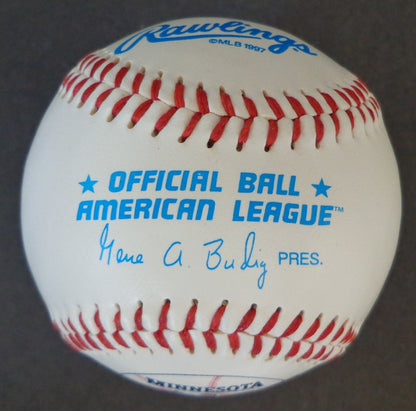 Rawlings
©MLB 1997
★ OFFICIAL BALL ★
AMERICAN LEAGUE™
Gene A. Budig PRES.
MINNESOTA